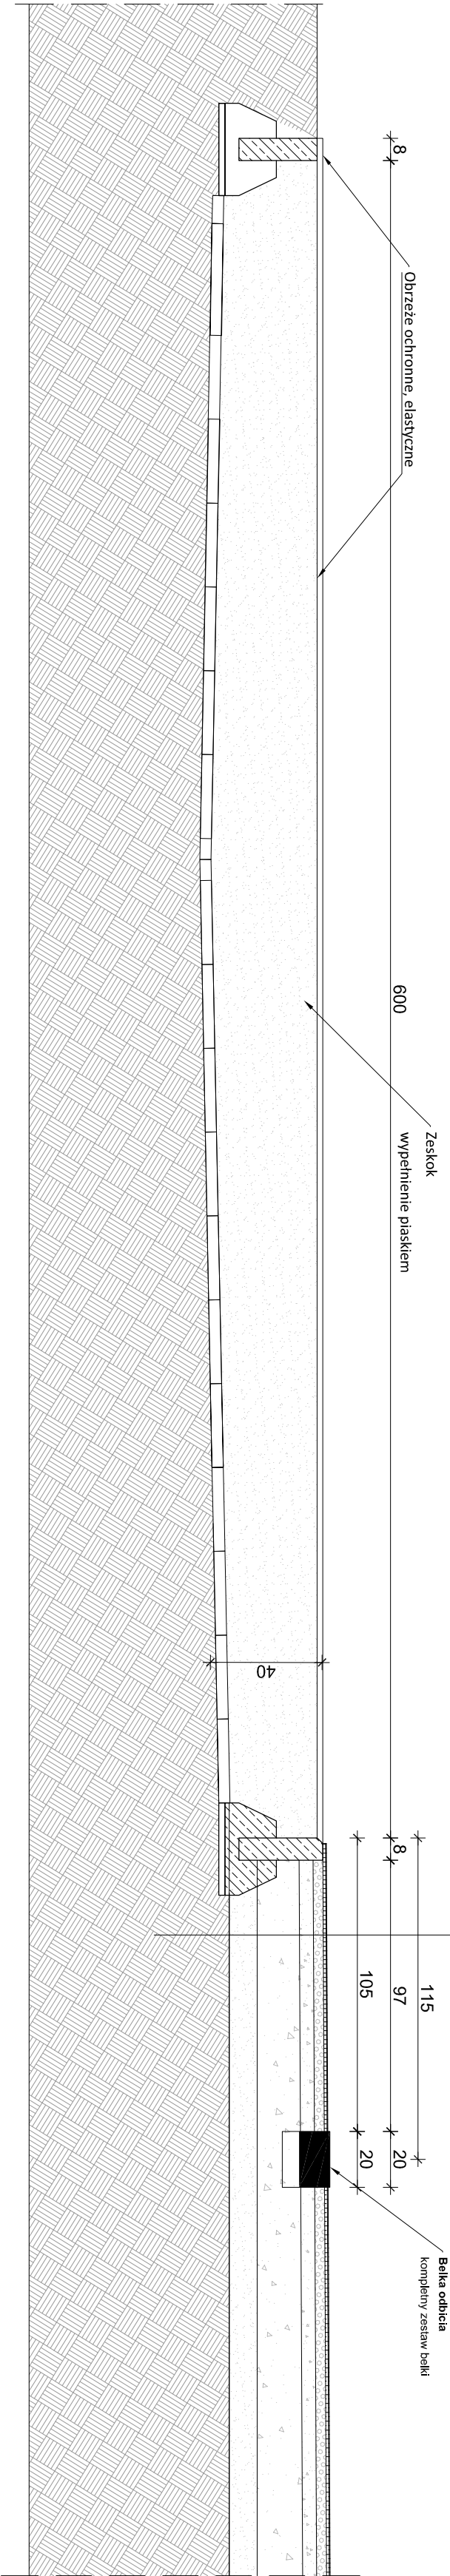 8
Obrzeże ochronne, elastyczne
600
Zeskok
wypełnienie piaskiem
40
8
115
97
105
20
20
Belka odbicia
kompletny zestaw belki